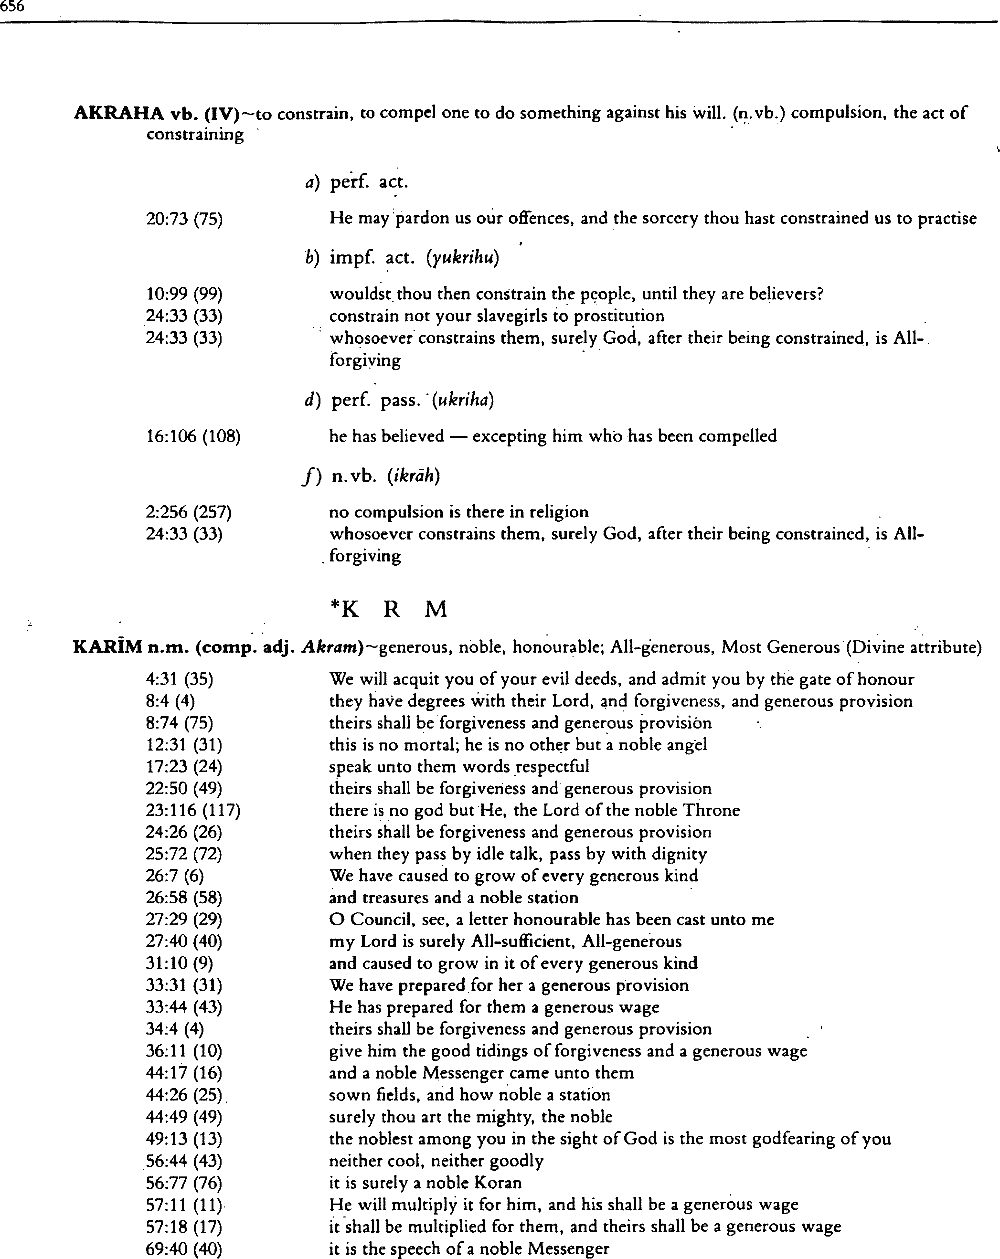 656
AKRAHA vb. (IV)~to constrain, to compel one to do something against his will. (n.vb.) compulsion, the act of
constraining
a) perf. act.
20:73 (75) He may pardon us our offences, and the sorcery thou hast constrained us to practise
b) impf. act. (yukrihu)
10:99 (99) wouldst thou then constrain the people, until they are believers?
24:33 (33) constrain not your slavegirls to prostitution
24:33 (33) whosoever constrains them, surely God, after their being constrained, is All-
forgiving
d) perf. pass. (ukriha)
16:106 (108) he has believed — excepting him who has been compelled
f) n.vb. (ikrāh)
2:256 (257) no compulsion is there in religion
24:33 (33) whosoever constrains them, surely God, after their being constrained, is All-
forgiving
*K R M
KARĪM n.m. (comp. adj. Akram)~generous, noble, honourable; All-generous, Most Generous (Divine attribute)
4:31 (35) We will acquit you of your evil deeds, and admit you by the gate of honour
8:4 (4) they have degrees with their Lord, and forgiveness, and generous provision
8:74 (75) theirs shall be forgiveness and generous provision
12:31 (31) this is no mortal; he is no other but a noble angel
17:23 (24) speak unto them words respectful
22:50 (49) theirs shall be forgiveness and generous provision
23:116 (117) there is no god but He, the Lord of the noble Throne
24:26 (26) theirs shall be forgiveness and generous provision
25:72 (72) when they pass by idle talk, pass by with dignity
26:7 (6) We have caused to grow of every generous kind
26:58 (58) and treasures and a noble station
27:29 (29) O Council, see, a letter honourable has been cast unto me
27:40 (40) my Lord is surely All-sufficient, All-generous
31:10 (9) and caused to grow in it of every generous kind
33:31 (31) We have prepared for her a generous provision
33:44 (43) He has prepared for them a generous wage
34:4 (4) theirs shall be forgiveness and generous provision
36:11 (10) give him the good tidings of forgiveness and a generous wage
44:17 (16) and a noble Messenger came unto them
44:26 (25) sown fields, and how noble a station
44:49 (49) surely thou art the mighty, the noble
49:13 (13) the noblest among you in the sight of God is the most godfearing of you
56:44 (43) neither cool, neither goodly
56:77 (76) it is surely a noble Koran
57:11 (11) He will multiply it for him, and his shall be a generous wage
57:18 (17) it shall be multiplied for them, and theirs shall be a generous wage
69:40 (40) it is the speech of a noble Messenger